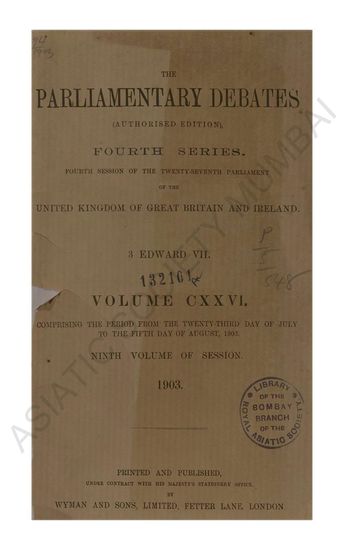 THE
PARLIAMENTARY DEBATES
(AUTHORISED EDITION),
FOURTH SERIES.
FOURTH SESSION OF THE TWENTY-SEVENTH PARLIAMENT
OF THE
UNITED KINGDOM OF GREAT BRITAIN AND IRELAND.
3 EDWARD VII.
132161
VOLUME CXXVI,
COMPRISING THE PERIOD FROM THE TWENTY-THIRD DAY OF JULY
TO THE FIFTH DAY OF AUGUST, 1903.
NINTH VOLUME OF SESSION.
1903.
LIBRARY
OF THE
BOMBAY
BRANCH
OF THE
ROYAL ASIATIC SOCIETY
PRINTED AND PUBLISHED,
UNDER CONTRACT WITH HIS MAJESTY'S STATIONERY OFFICE,
BY
WYMAN AND SONS, LIMITED, FETTER LANE, LONDON
ASIATIC SOCIETY MUMBAI